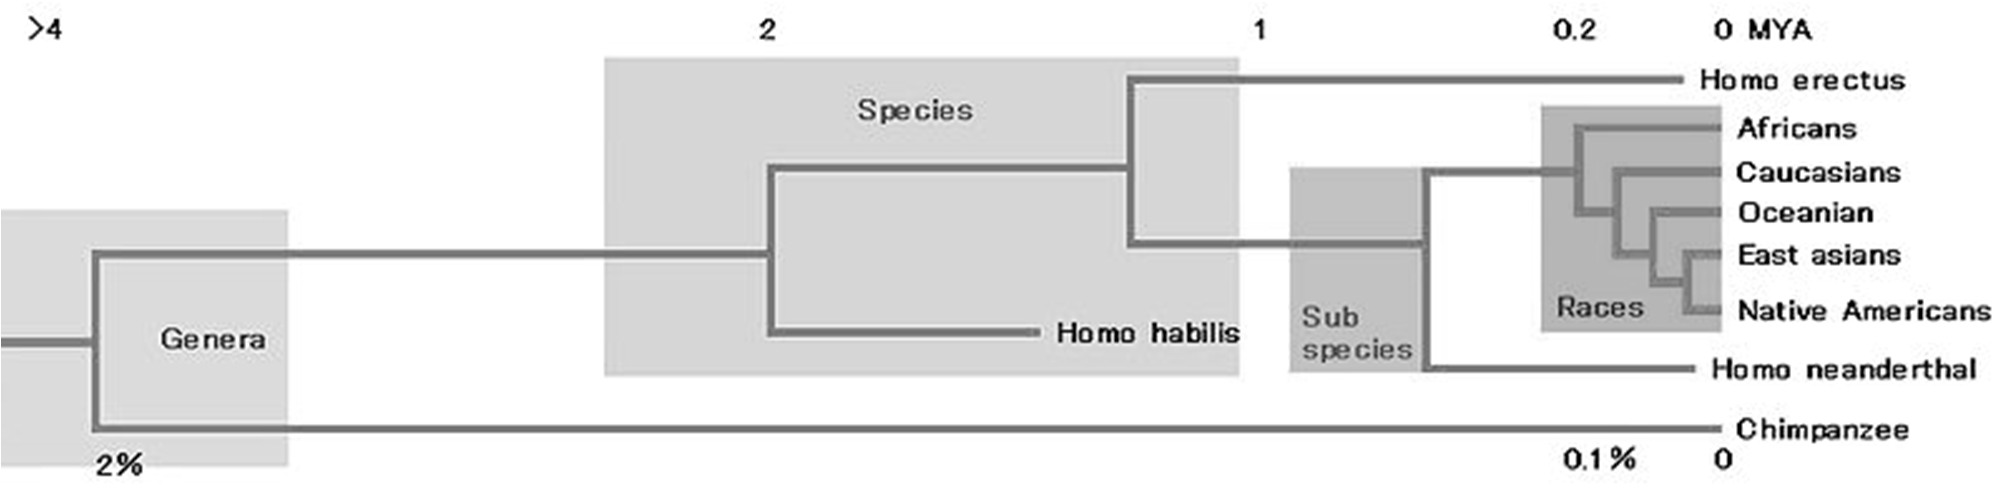 >4 2 1 0.2 0 MYA
Homo erectus
Species
Africans
Caucasians
Oceanian
East asians
Races
Native Americans
Sub
species
Genera
Homo habilis
Homo neanderthal
Chimpanzee
2% 0.1% 0